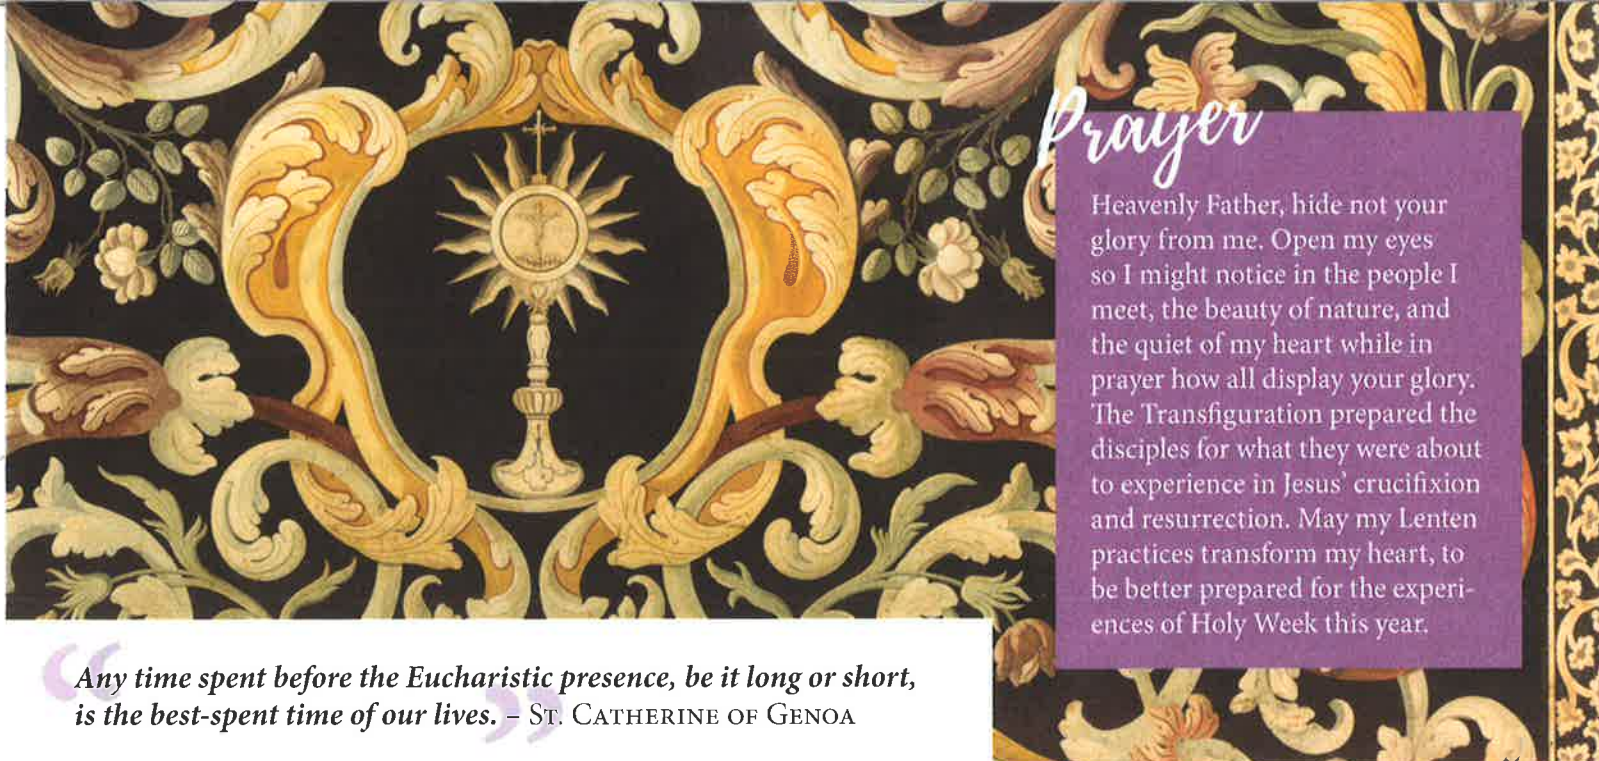 Prayer
Heavenly Father, hide not your
glory from me. Open my eyes
so I might notice in the people I
meet, the beauty of nature, and
the quiet of my heart while in
prayer how all display your glory.
The Transfiguration prepared the
disciples for what they were about
to experience in Jesus’ crucifixion
and resurrection. May my Lenten
practices transform my heart, to
be better prepared for the experi-
ences of Holy Week this year.
“Any time spent before the Eucharistic presence, be it long or short,
is the best-spent time of our lives.” – St. Catherine of Genoa